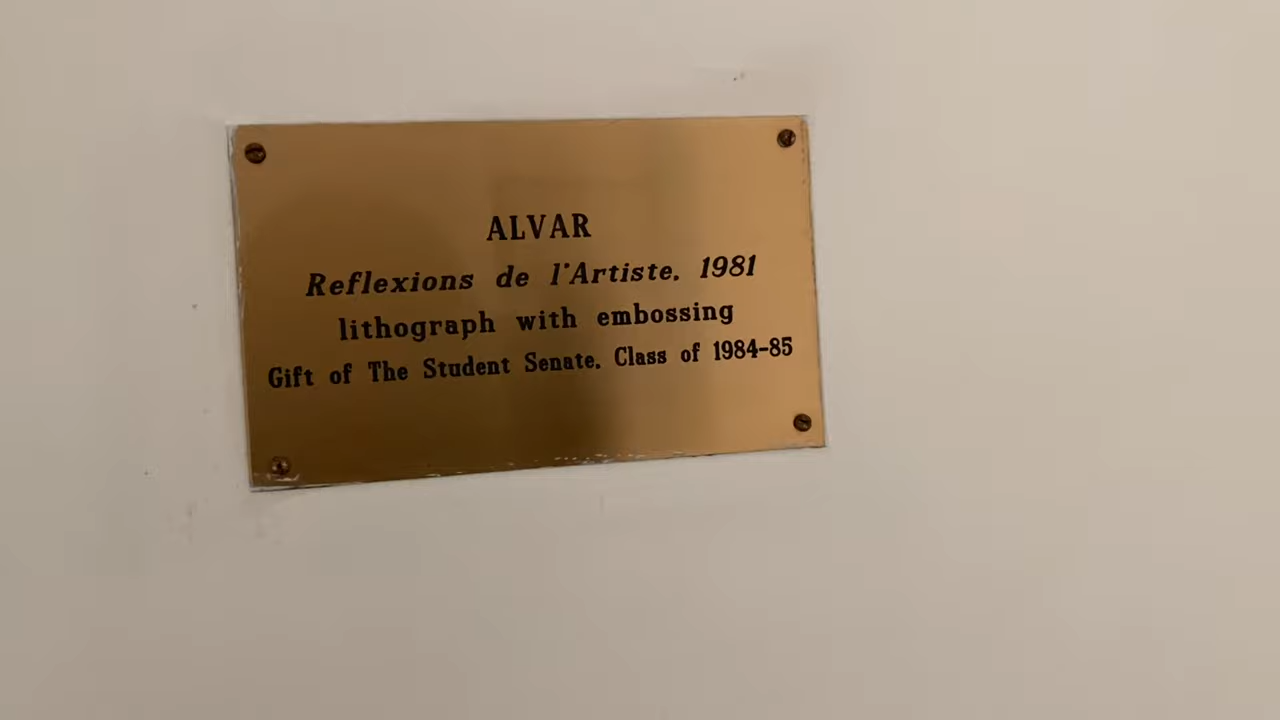 ALVAR
Reflexions de l'Artiste, 1981
lithograph with embossing
Gift of The Student Senate, Class of 1984-85